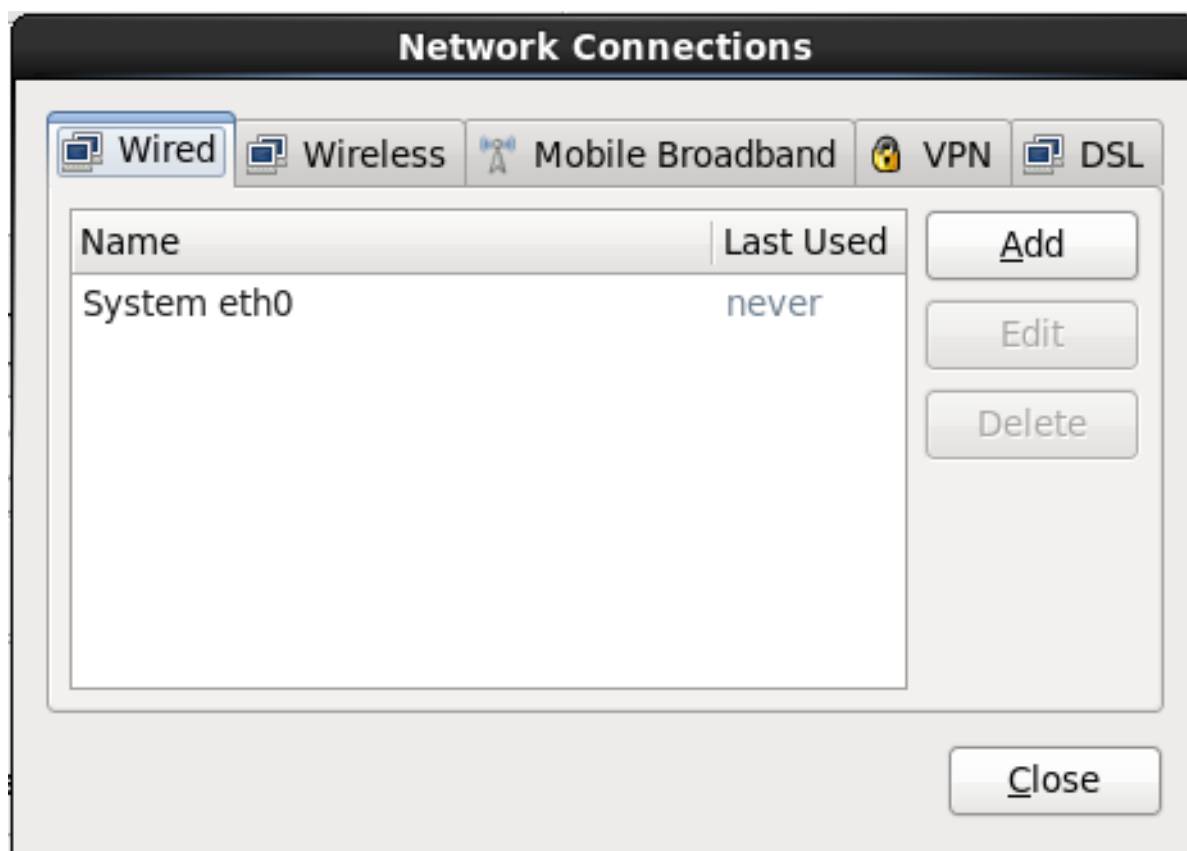 Network Connections
Wired Wireless Mobile Broadband VPN DSL
Name Last Used Add
System eth0 never
Edit
Delete
Close